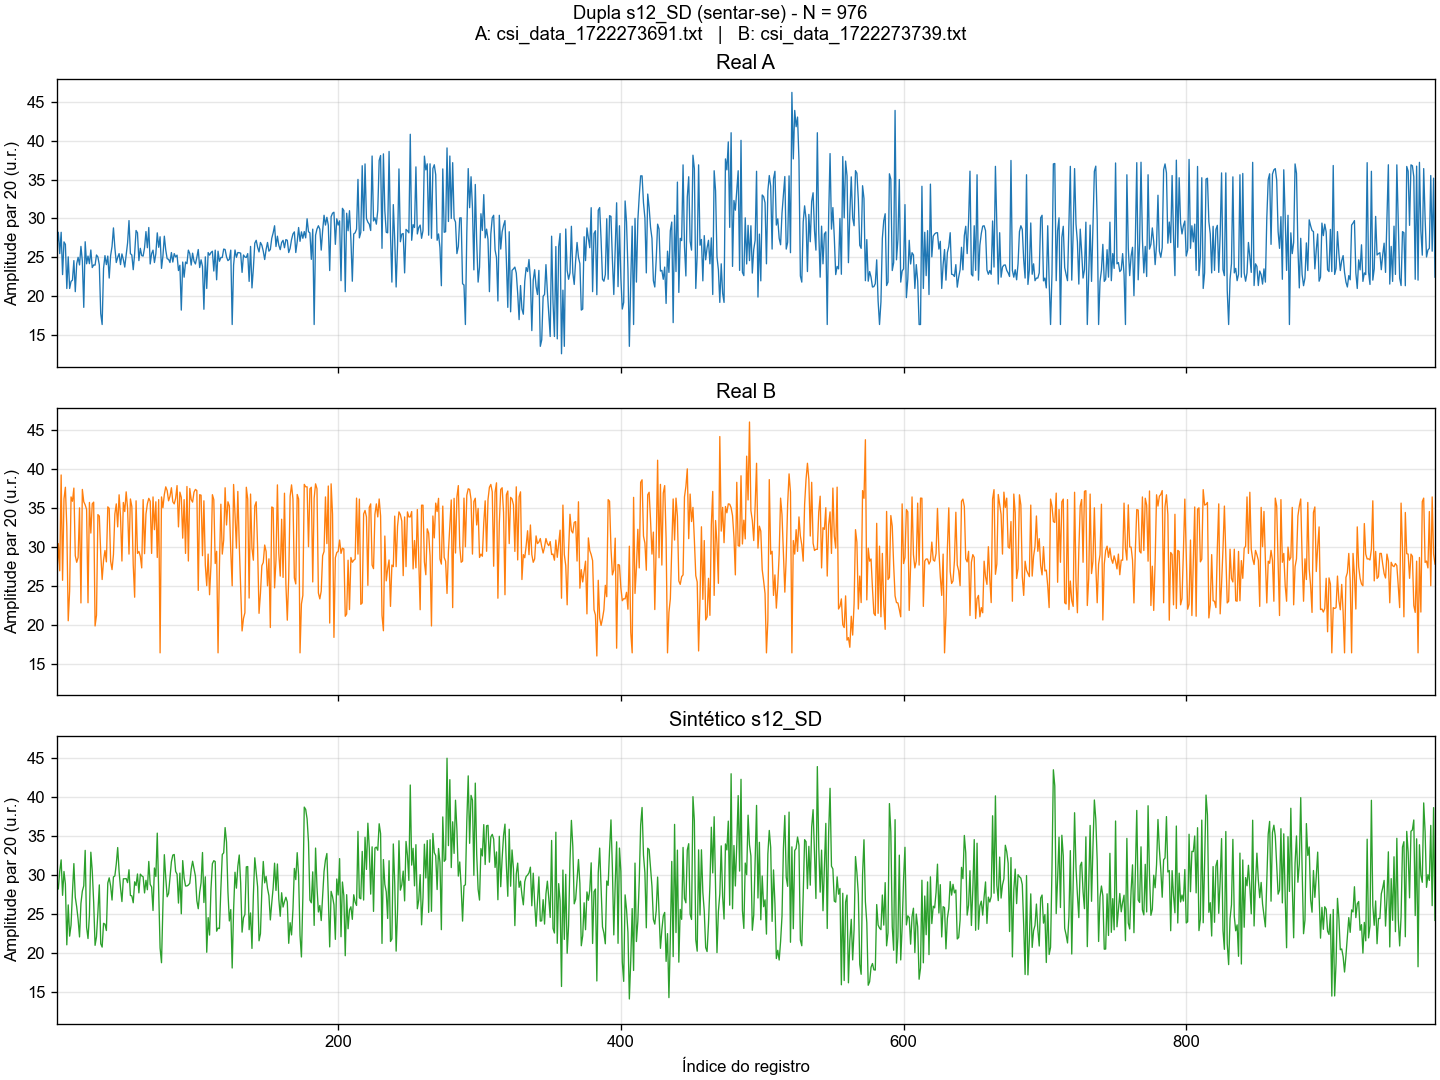 Dupla s12_SD (sentar-se) - N = 976
A: csi_data_1722273691.txt   |   B: csi_data_1722273739.txt
Real A
Amplitude par 20 (u.r.)
45
40
35
30
25
20
15
Real B
Amplitude par 20 (u.r.)
45
40
35
30
25
20
15
Sintético s12_SD
Amplitude par 20 (u.r.)
45
40
35
30
25
20
15
200 400 600 800
Índice do registro